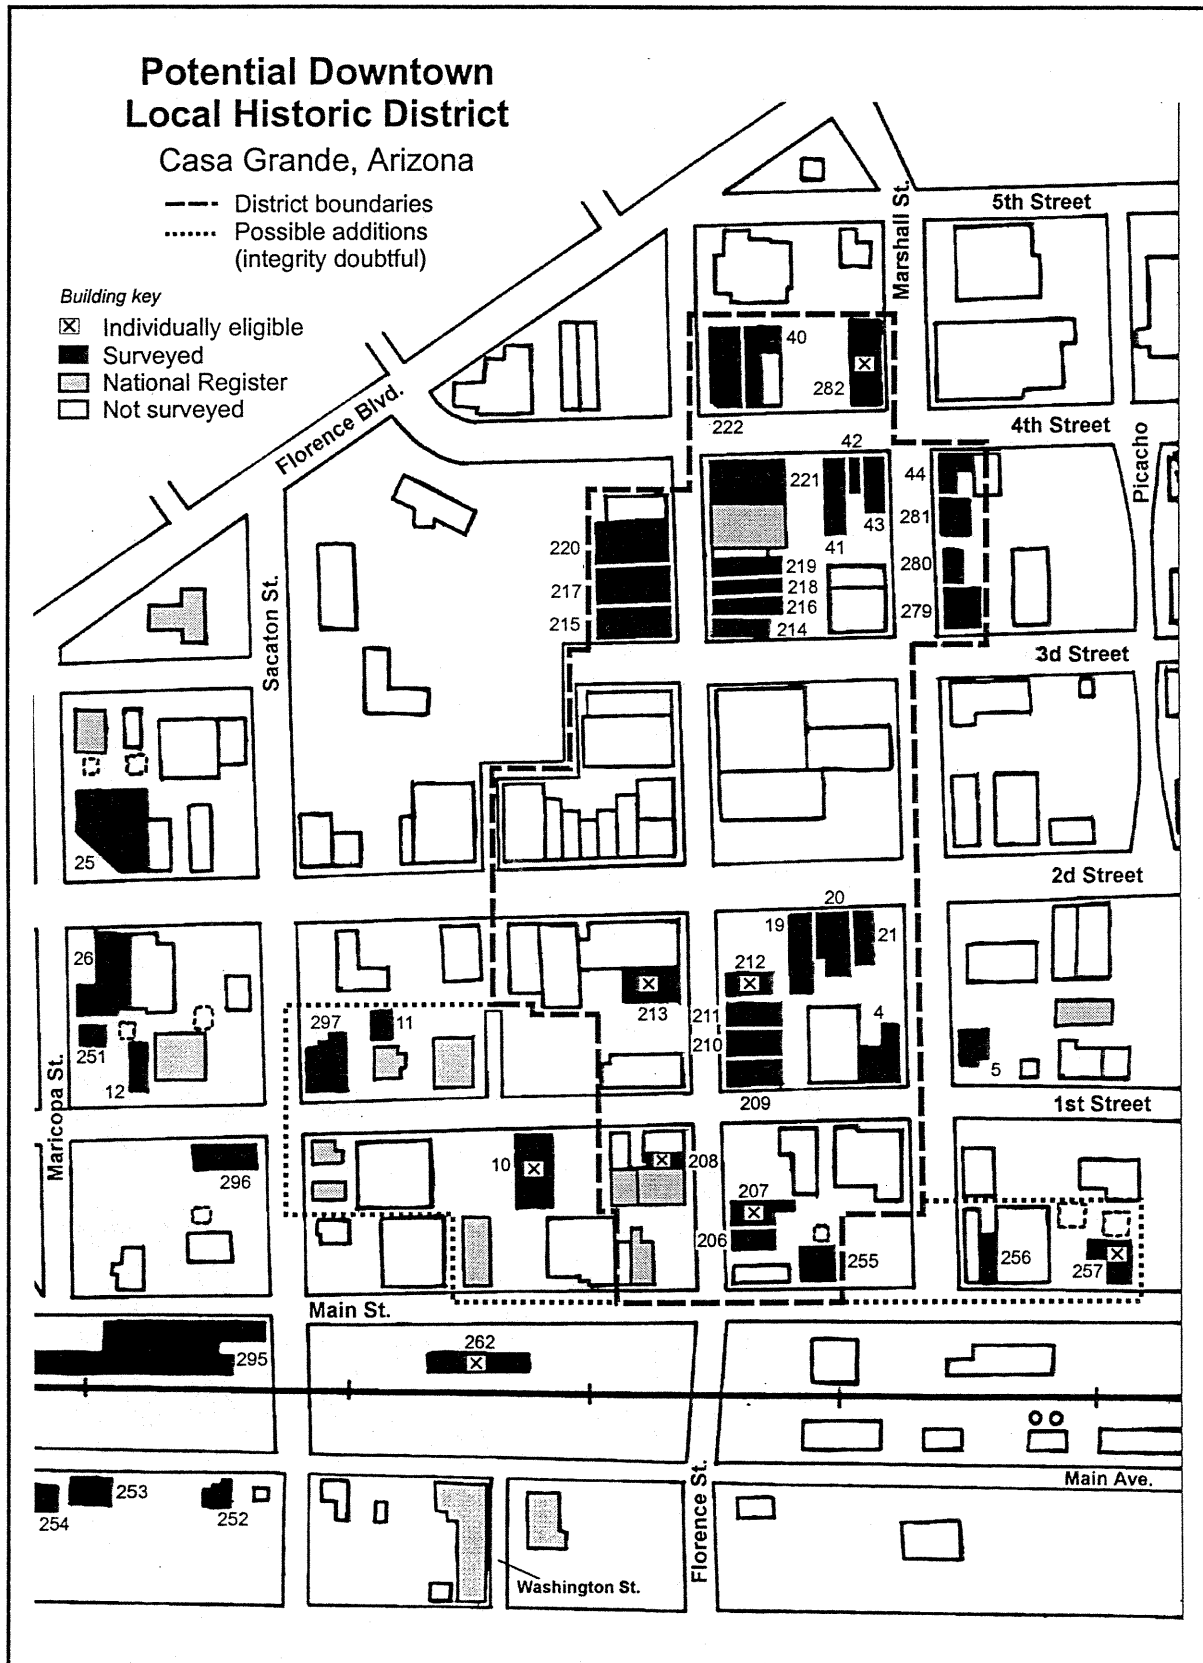 Potential Downtown
Local Historic District
Casa Grande, Arizona
District boundaries
Possible additions
(integrity doubtful)
Building key
Individually eligible
Surveyed
National Register
Not surveyed
Florence Blvd.
Marshall St.
5th Street
40
282
222
4th Street
42
Picacho
221
44
43
281
41
220
219
280
217
218
216
279
215
214
Sacaton St.
3d Street
25
2d Street
20
19
21
26
212
213
211
4
297
11
210
251
12
5
209
1st Street
Maricopa St.
10
208
296
207
206
255
256
257
Main St.
262
295
Main Ave.
253
254
252
Florence St.
Washington St.